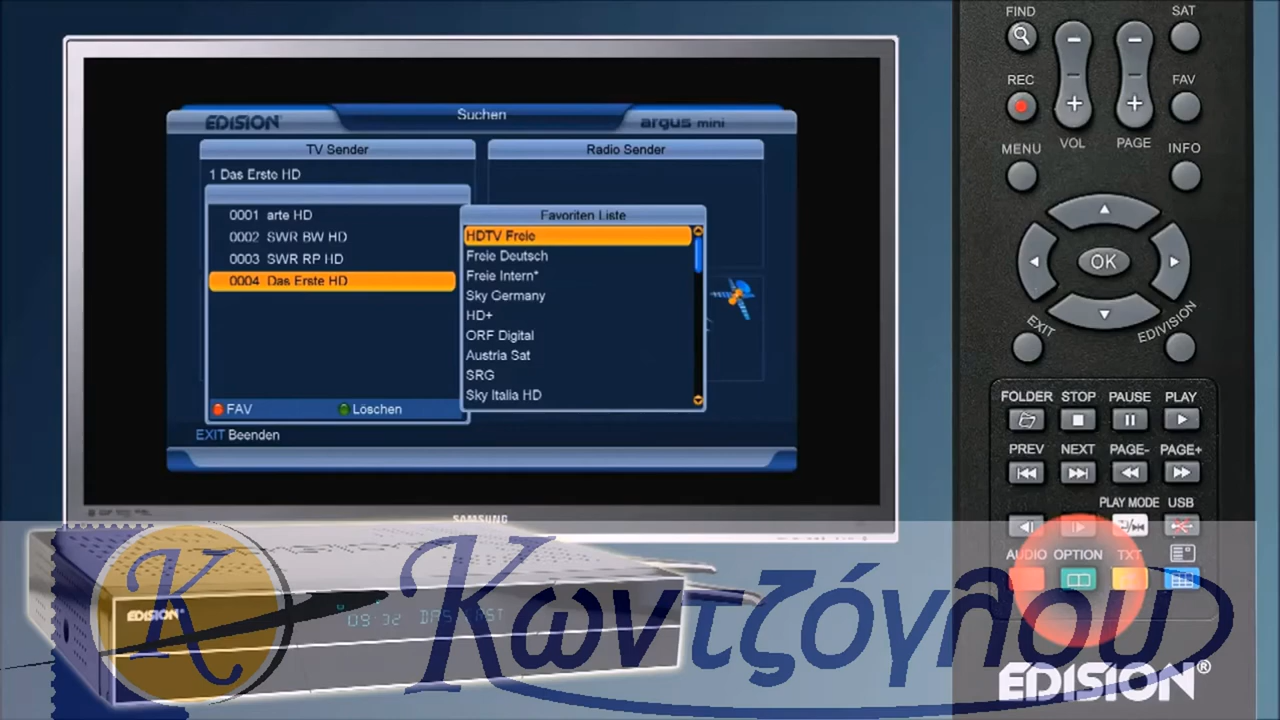 EDISION
Suchen
argus mini
TV Sender
Radio Sender
1 Das Erste HD
0001 arte HD
0002 SWR BW HD
0003 SWR RP HD
0004 Das Erste HD
Favoriten Liste
HDTV Freie
Freie Deutsch
Freie Intern*
Sky Germany
HD+
ORF Digital
Austria Sat
SRG
Sky Italia HD
FAV
Löschen
EXIT Beenden
SAMSUNG
FIND
SAT
REC
FAV
MENU
VOL
PAGE
INFO
OK
EXIT
EDIVISION
FOLDER STOP PAUSE PLAY
PREV NEXT PAGE- PAGE+
PLAY MODE USB
AUDIO OPTION TXT
EDISION®
EDISION®
09:32
K
Κωντζόγλου